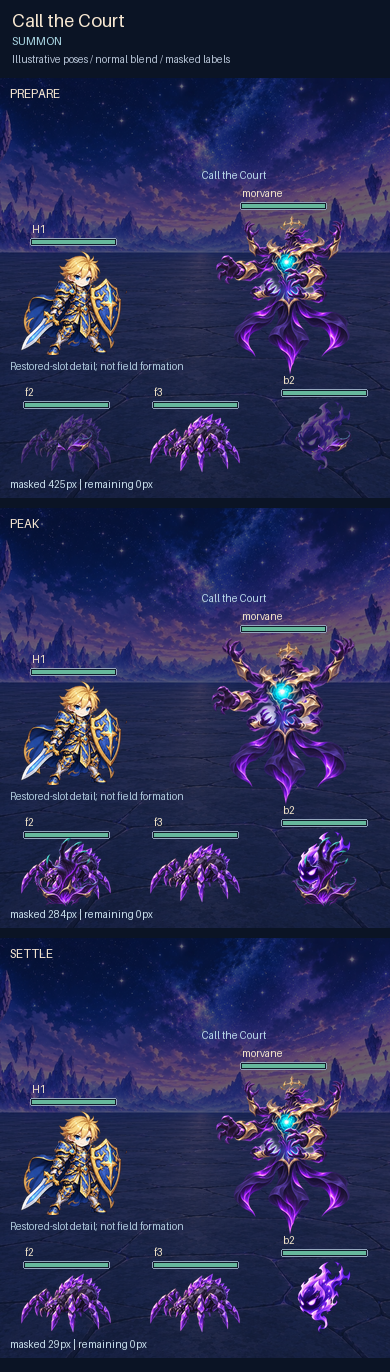 Call the Court
SUMMON
Illustrative poses / normal blend / masked labels
PREPARE
Call the Court
morvane
H1
Restored-slot detail; not field formation
f2
f3
b2
masked 425px | remaining 0px
PEAK
Call the Court
morvane
H1
Restored-slot detail; not field formation
f2
f3
b2
masked 284px | remaining 0px
SETTLE
Call the Court
morvane
H1
Restored-slot detail; not field formation
f2
f3
b2
masked 29px | remaining 0px